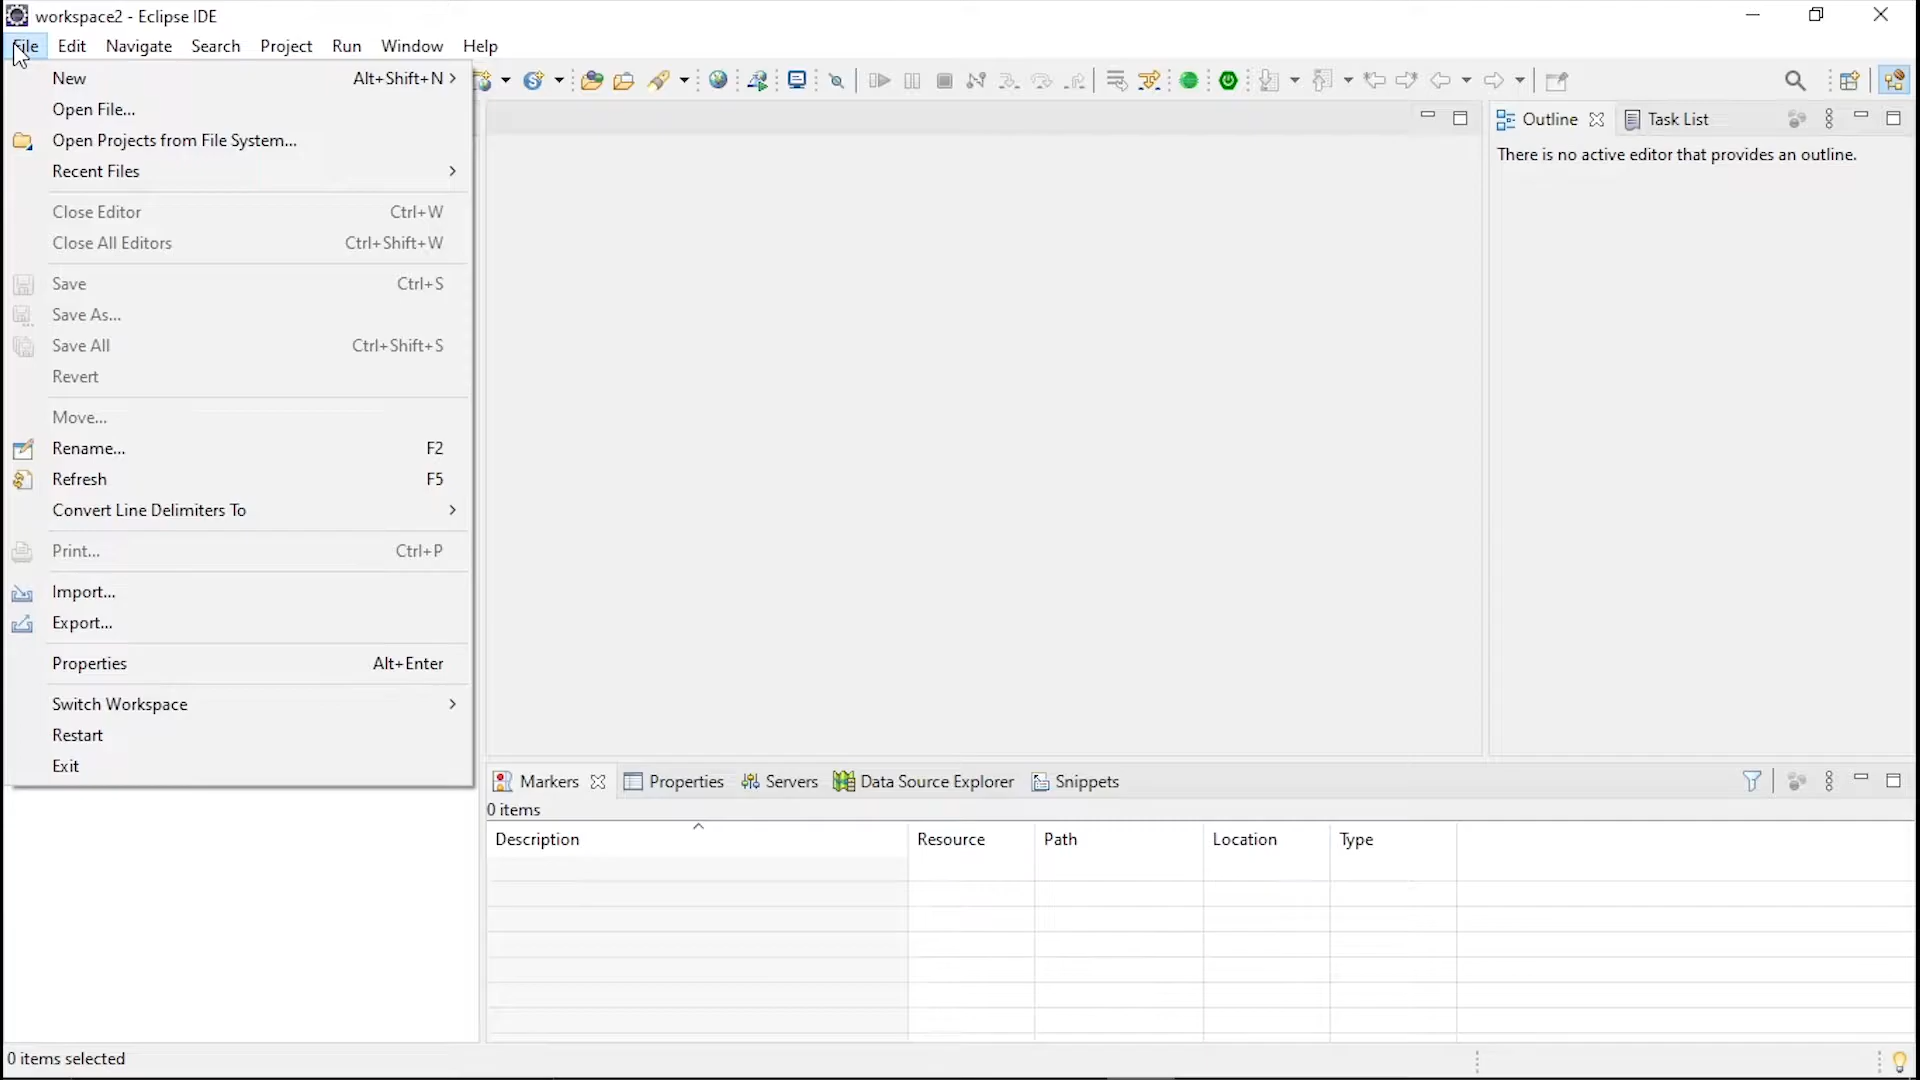 workspace2 - Eclipse IDE
File Edit Navigate Search Project Run Window Help
New Alt+Shift+N
Open File...
Open Projects from File System...
Recent Files
Close Editor Ctrl+W
Close All Editors Ctrl+Shift+W
Save Ctrl+S
Save As...
Save All Ctrl+Shift+S
Revert
Move...
Rename... F2
Refresh F5
Convert Line Delimiters To
Print... Ctrl+P
Import...
Export...
Properties Alt+Enter
Switch Workspace
Restart
Exit
Outline Task List
There is no active editor that provides an outline.
Markers Properties Servers Data Source Explorer Snippets
0 items
Description Resource Path Location Type
0 items selected